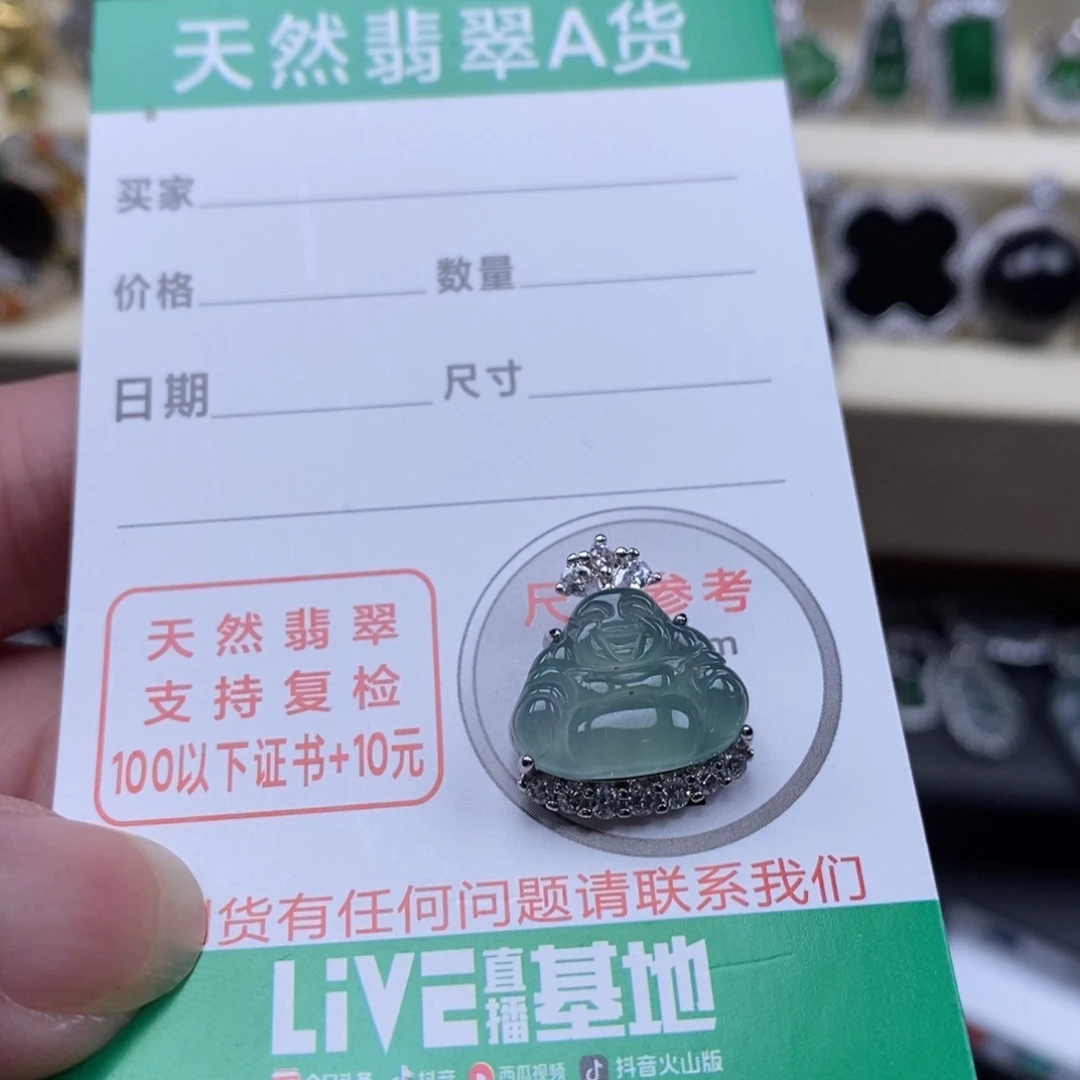 天然翡翠A货
买家
价格 数量
日期 尺寸
尺 参考
m
天然翡翠
支持复检
100以下证书+10元
货有任何问题请联系我们
LiVE直播基地
抖音 西瓜视频 抖音火山版